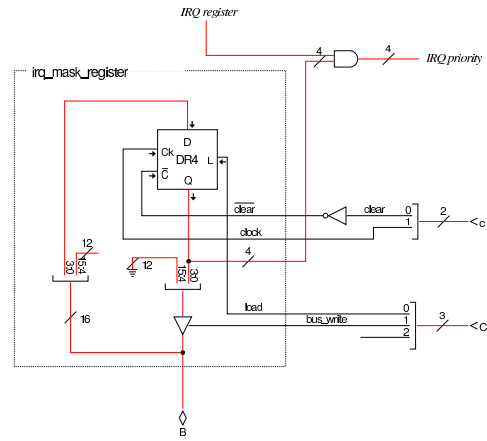 IRQ register
4
4
IRQ priority
irq_mask_register
D
Ck
DR4
L
C
Q
clear
clear
0
1
2
c
clock
12
3:0
15:4
12
15:4
3:0
4
16
load
0
bus_write
1
2
3
C
B